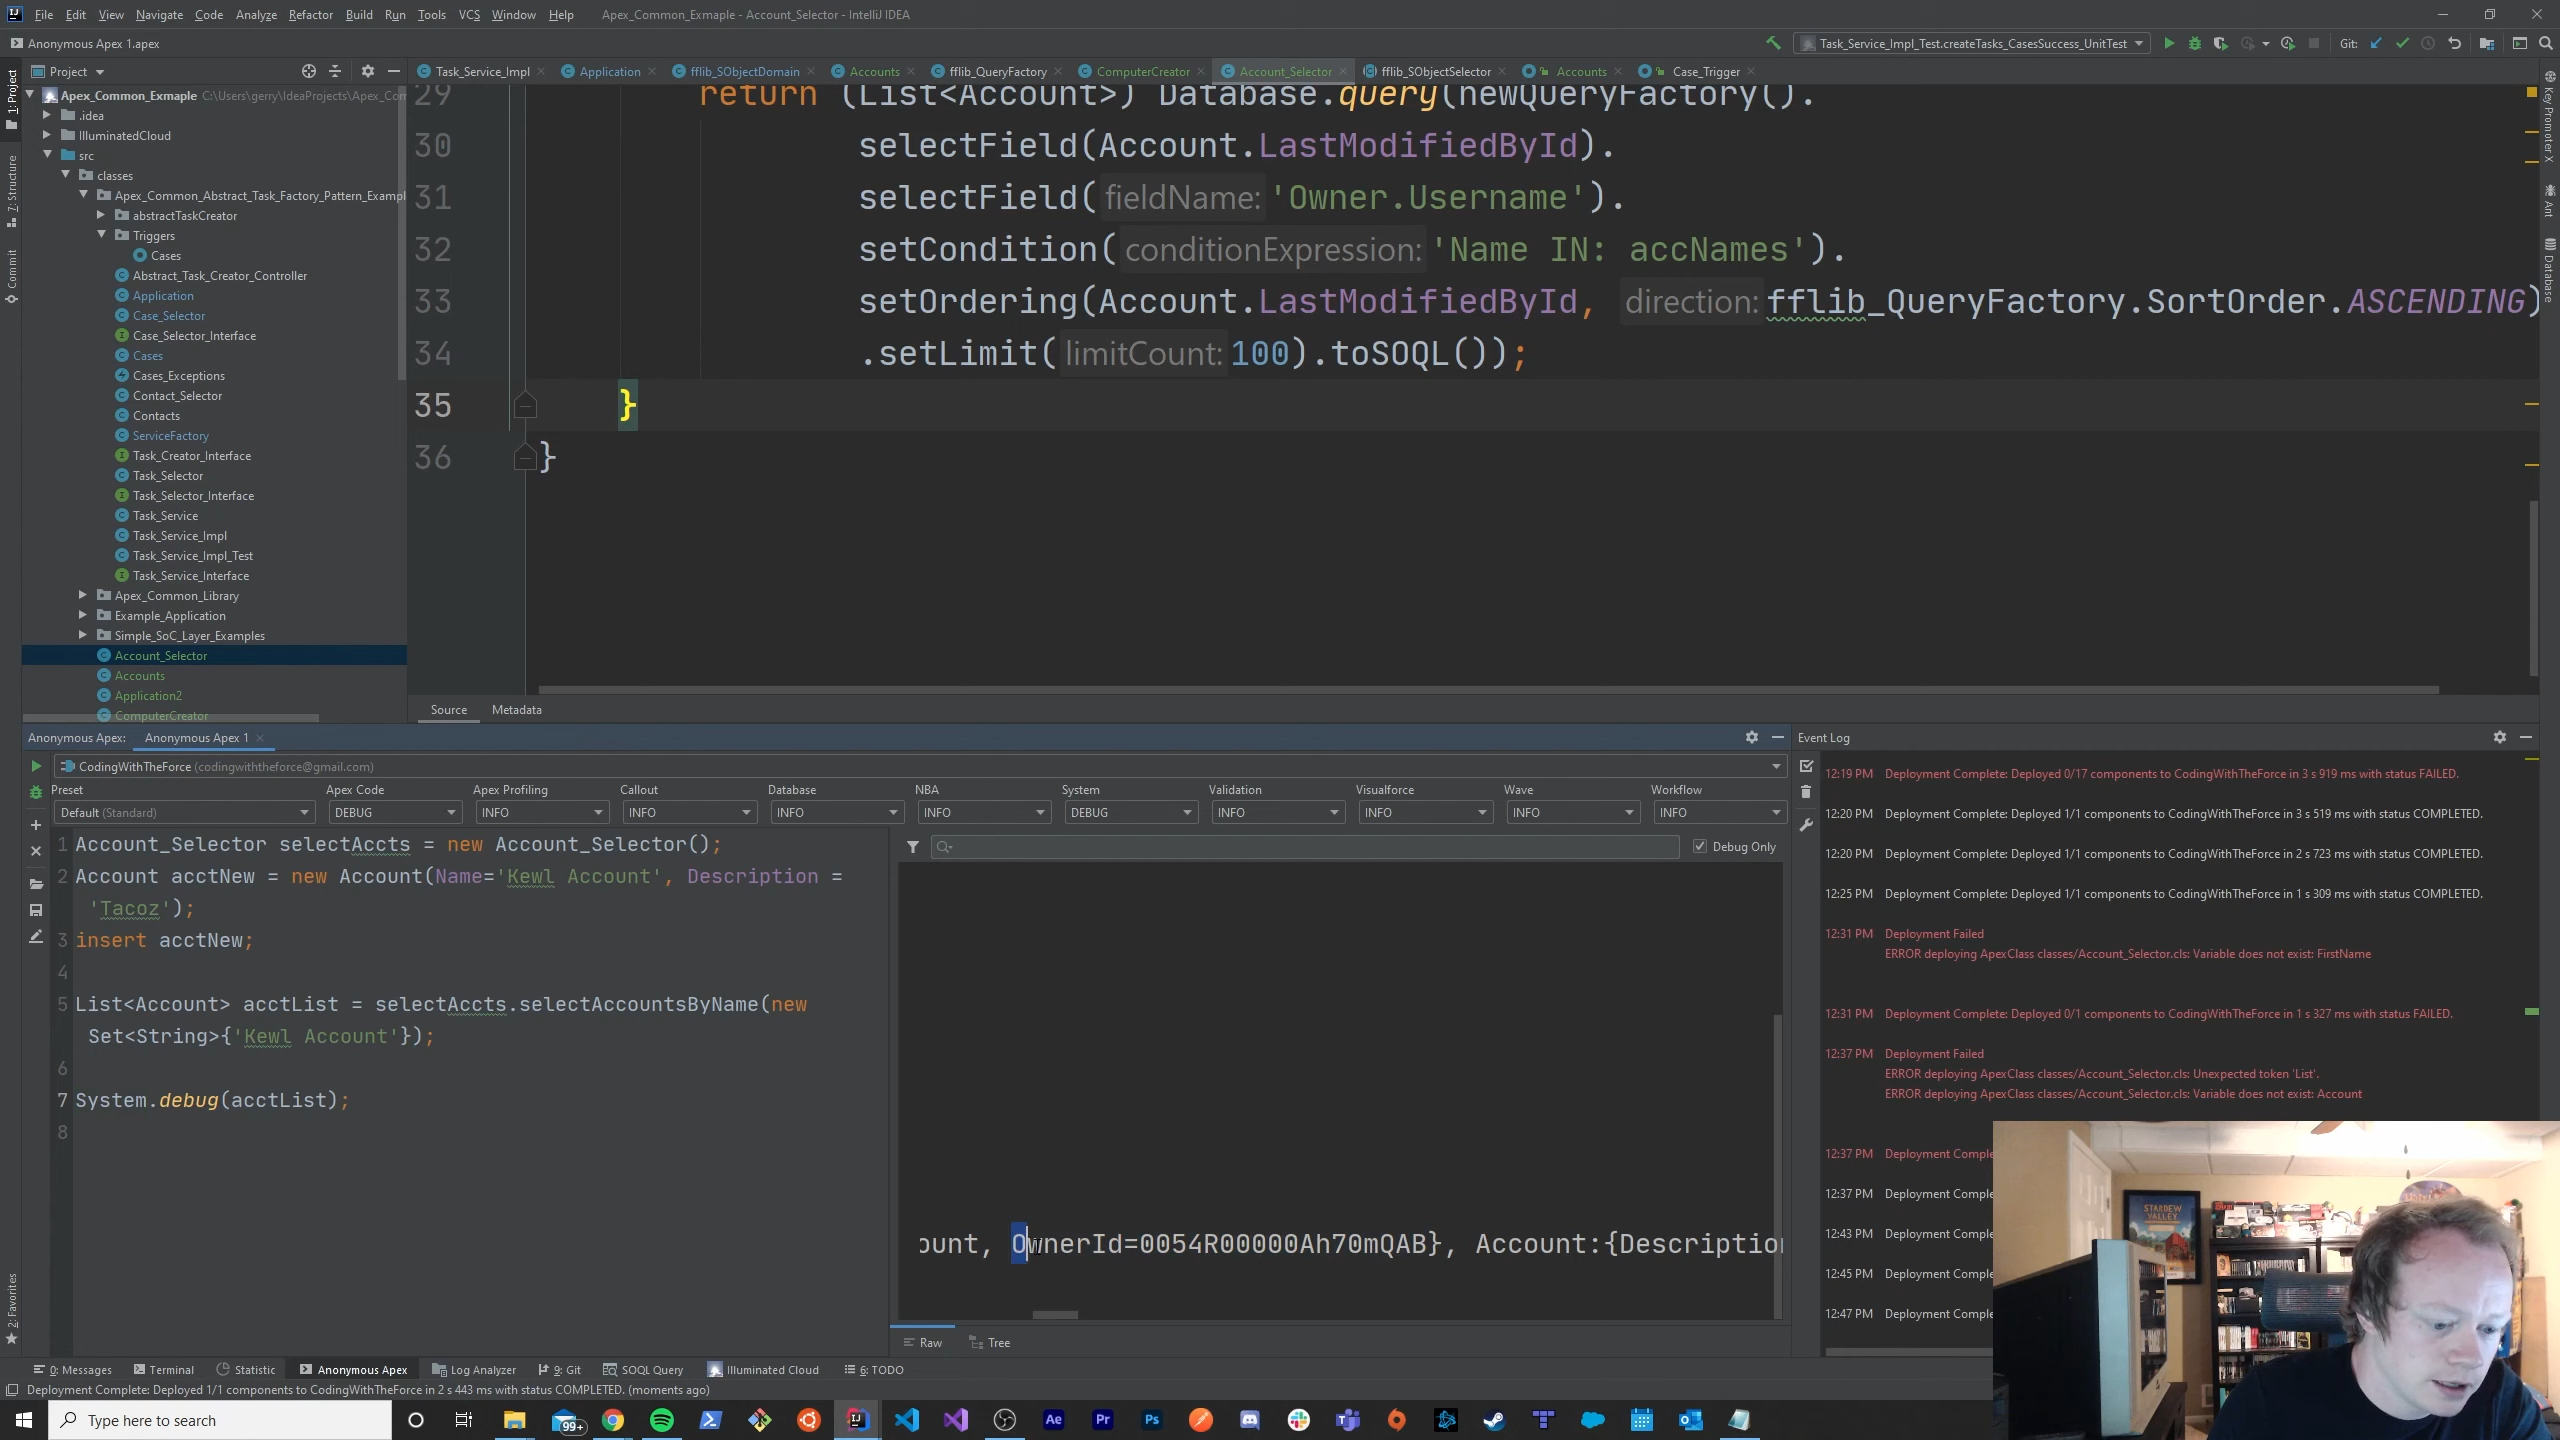 File Edit View Navigate Code Analyze Refactor Build Run Tools VCS Window Help Apex_Common_Exmaple - Account_Selector - IntelliJ IDEA
Anonymous Apex 1.apex
Task_Service_Impl_Test.createTasks_CasesSuccess_UnitTest
Git:
Project
Task_Service_Impl Application fflib_SObjectDomain Accounts fflib_QueryFactory ComputerCreator Account_Selector fflib_SObjectSelector Accounts Case_Trigger
1: Project
7: Structure
Commit
2: Favorites
Key Promoter X
Ant
Database
Apex_Common_Exmaple C:\Users\gerry\IdeaProjects\Apex_Con
.idea
IlluminatedCloud
src
classes
Apex_Common_Abstract_Task_Factory_Pattern_Exampl
abstractTaskCreator
Triggers
Cases
Abstract_Task_Creator_Controller
Application
Case_Selector
Case_Selector_Interface
Cases
Cases_Exceptions
Contact_Selector
Contacts
ServiceFactory
Task_Creator_Interface
Task_Selector
Task_Selector_Interface
Task_Service
Task_Service_Impl
Task_Service_Impl_Test
Task_Service_Interface
Apex_Common_Library
Example_Application
Simple_SoC_Layer_Examples
Account_Selector
Accounts
Application2
ComputerCreator
29 return (List<Account>) Database.query(newQueryFactory().
30 selectField(Account.LastModifiedById).
31 selectField( fieldName: 'Owner.Username').
32 setCondition( conditionExpression: 'Name IN: accNames').
33 setOrdering(Account.LastModifiedById, direction: fflib_QueryFactory.SortOrder.ASCENDING)
34 .setLimit( limitCount: 100).toSOQL());
35 }
36 }
Source Metadata
Anonymous Apex: Anonymous Apex 1
CodingWithTheForce (codingwiththeforce@gmail.com)
Preset Apex Code Apex Profiling Callout Database NBA System Validation Visualforce Wave Workflow
Default (Standard) DEBUG INFO INFO INFO INFO DEBUG INFO INFO INFO INFO
1 Account_Selector selectAccts = new Account_Selector();
2 Account acctNew = new Account(Name='Kewl Account', Description =
'Tacoz');
3 insert acctNew;
4
5 List<Account> acctList = selectAccts.selectAccountsByName(new
Set<String>{'Kewl Account'});
6
7 System.debug(acctList);
8
Debug Only
ount, OwnerId=0054R00000Ah70mQAB}, Account:{Description
Raw Tree
Event Log
12:19 PM Deployment Complete: Deployed 0/17 components to CodingWithTheForce in 3 s 919 ms with status FAILED.
12:20 PM Deployment Complete: Deployed 1/1 components to CodingWithTheForce in 3 s 519 ms with status COMPLETED.
12:20 PM Deployment Complete: Deployed 1/1 components to CodingWithTheForce in 2 s 723 ms with status COMPLETED.
12:25 PM Deployment Complete: Deployed 1/1 components to CodingWithTheForce in 1 s 309 ms with status COMPLETED.
12:31 PM Deployment Failed
ERROR deploying ApexClass classes/Account_Selector.cls: Variable does not exist: FirstName
12:31 PM Deployment Complete: Deployed 0/1 components to CodingWithTheForce in 1 s 327 ms with status FAILED.
12:37 PM Deployment Failed
ERROR deploying ApexClass classes/Account_Selector.cls: Unexpected token 'List'.
ERROR deploying ApexClass classes/Account_Selector.cls: Variable does not exist: Account
12:37 PM Deployment Comple
12:37 PM Deployment Comple
12:43 PM Deployment Comple
12:45 PM Deployment Comple
12:47 PM Deployment Comple
STARDEW VALLEY
0: Messages Terminal Statistic Anonymous Apex Log Analyzer 9: Git SOQL Query Illuminated Cloud 6: TODO
Deployment Complete: Deployed 1/1 components to CodingWithTheForce in 2 s 443 ms with status COMPLETED. (moments ago)
Type here to search
99+
Ae Pr Ps